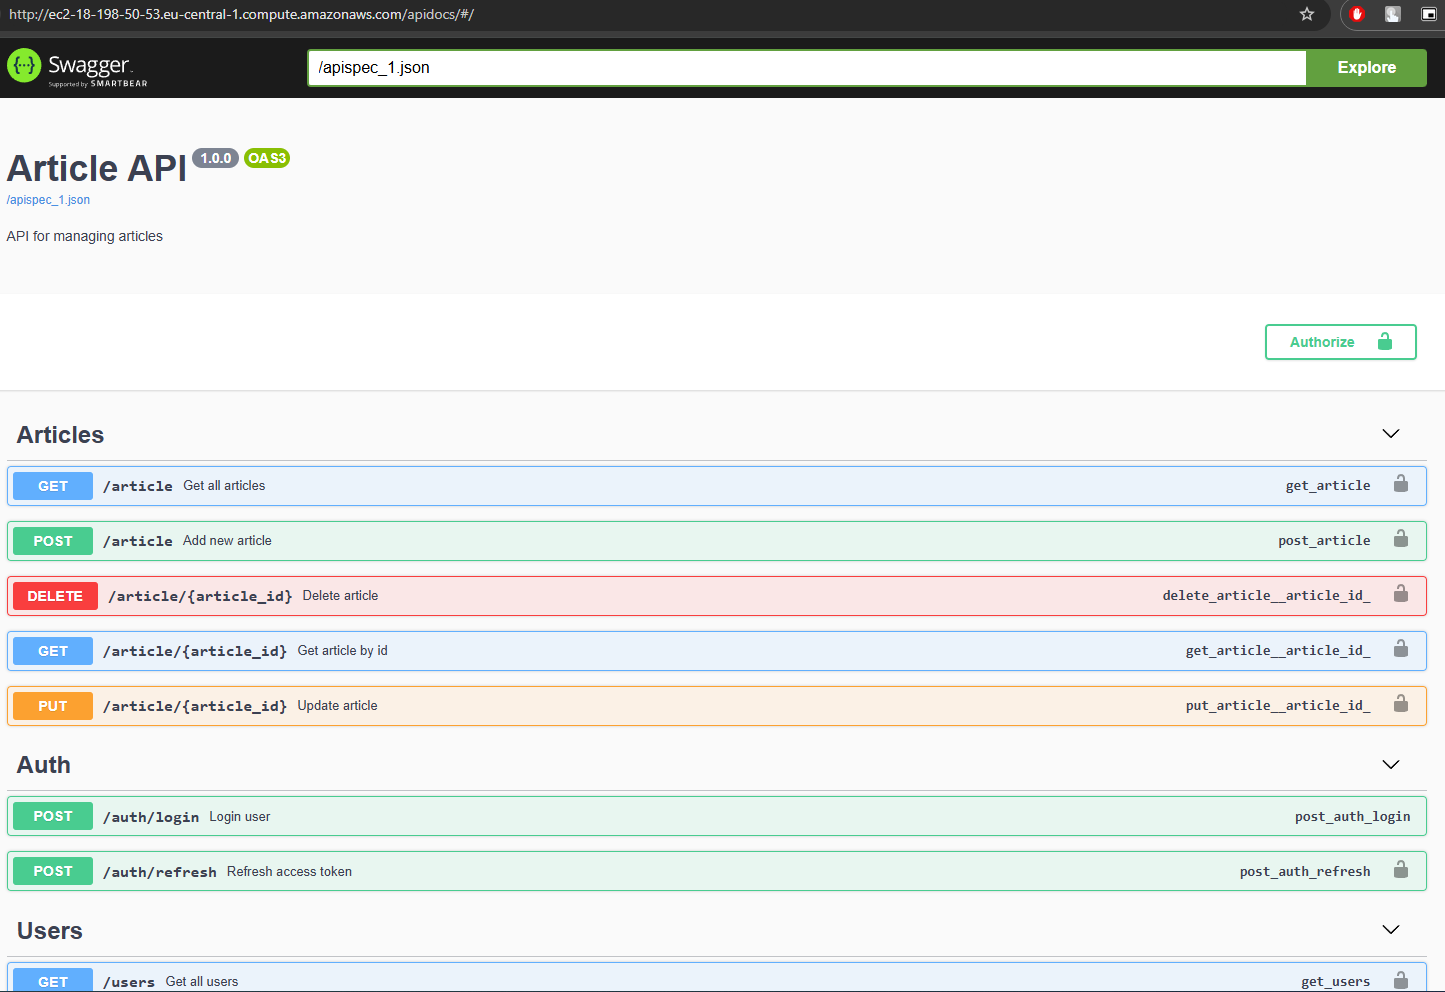 http://ec2-18-198-50-53.eu-central-1.compute.amazonaws.com/apidocs/#/
Swagger
Supported by SMARTBEAR
/apispec_1.json
Explore
Article API 1.0.0 OAS3
/apispec_1.json
API for managing articles
Authorize
Articles
GET /article Get all articles get_article
POST /article Add new article post_article
DELETE /article/{article_id} Delete article delete_article__article_id_
GET /article/{article_id} Get article by id get_article__article_id_
PUT /article/{article_id} Update article put_article__article_id_
Auth
POST /auth/login Login user post_auth_login
POST /auth/refresh Refresh access token post_auth_refresh
Users
GET /users Get all users get_users